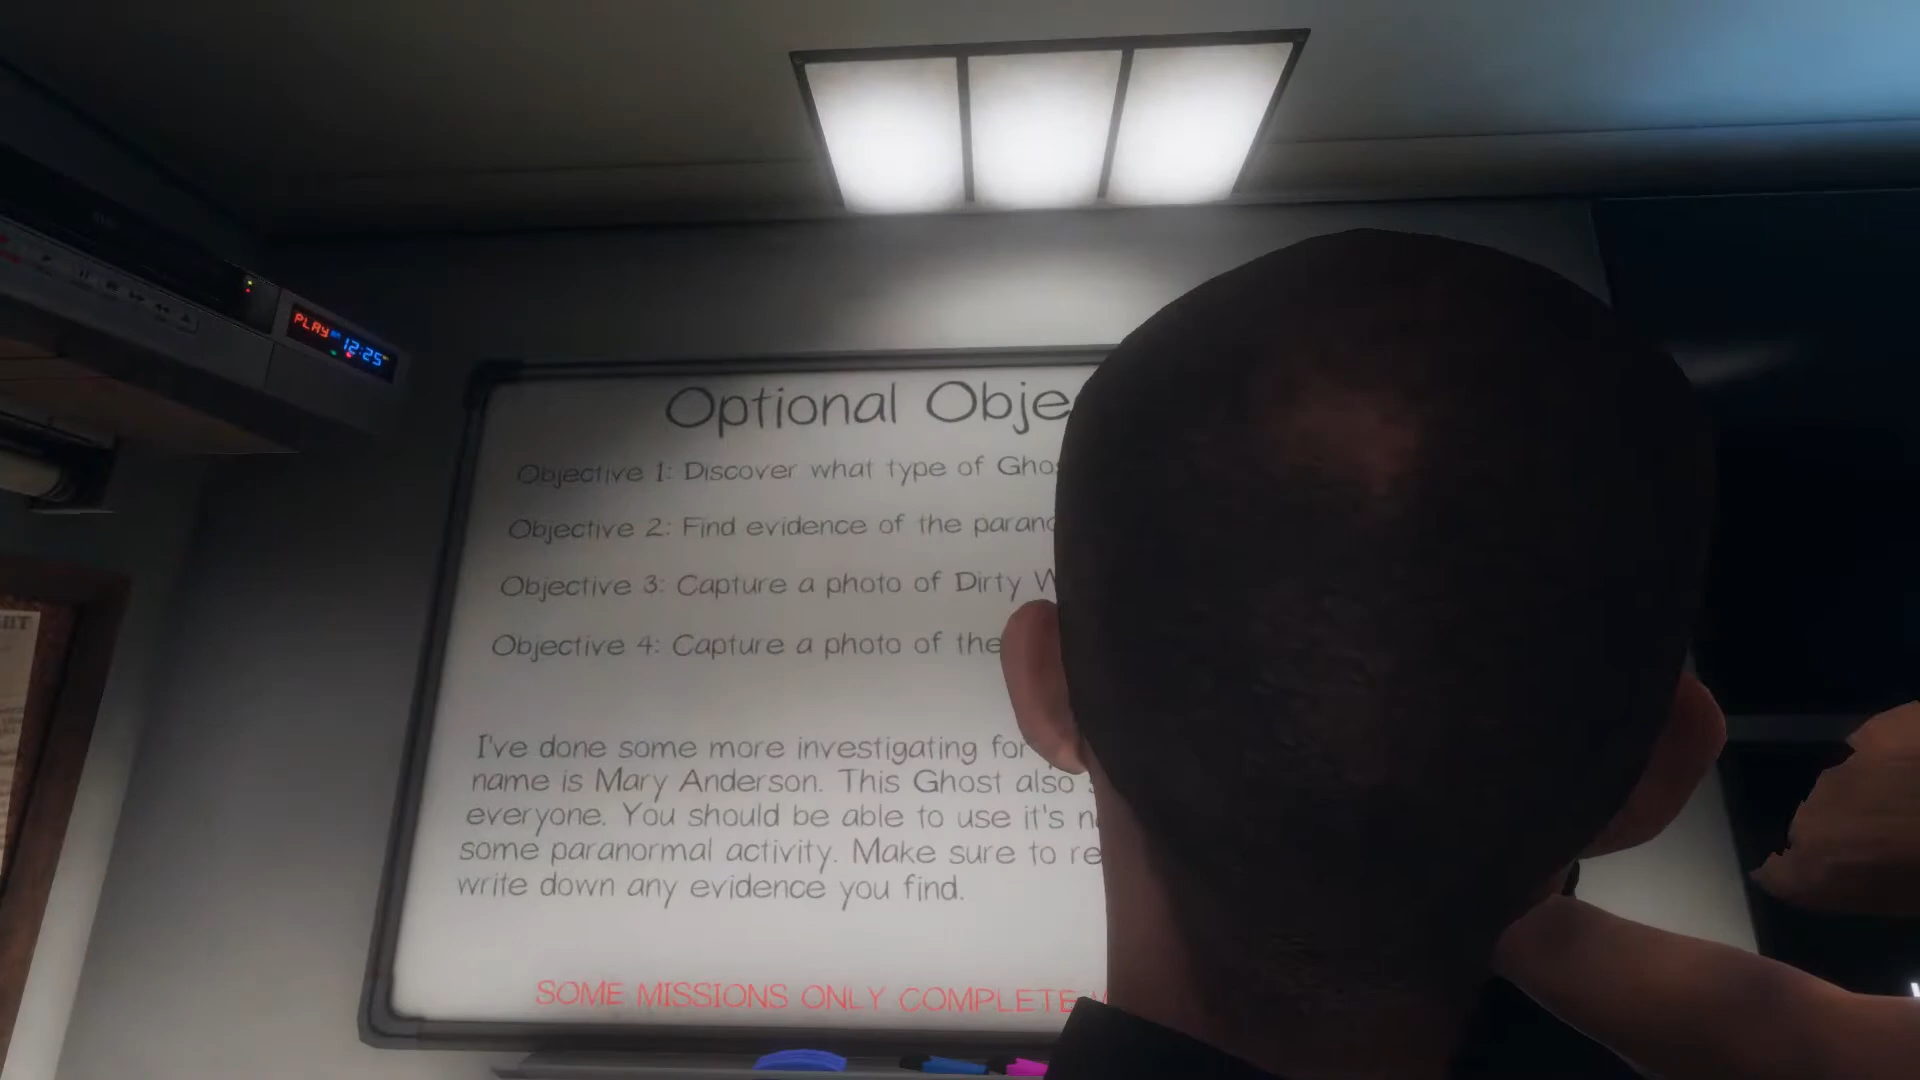 PLAY 12:25
Optional Obje
Objective 1: Discover what type of Gho
Objective 2: Find evidence of the parano
Objective 3: Capture a photo of Dirty W
Objective 4: Capture a photo of the
I've done some more investigating for
name is Mary Anderson. This Ghost also
everyone. You should be able to use it's n
some paranormal activity. Make sure to re
write down any evidence you find.
SOME MISSIONS ONLY COMPLETE